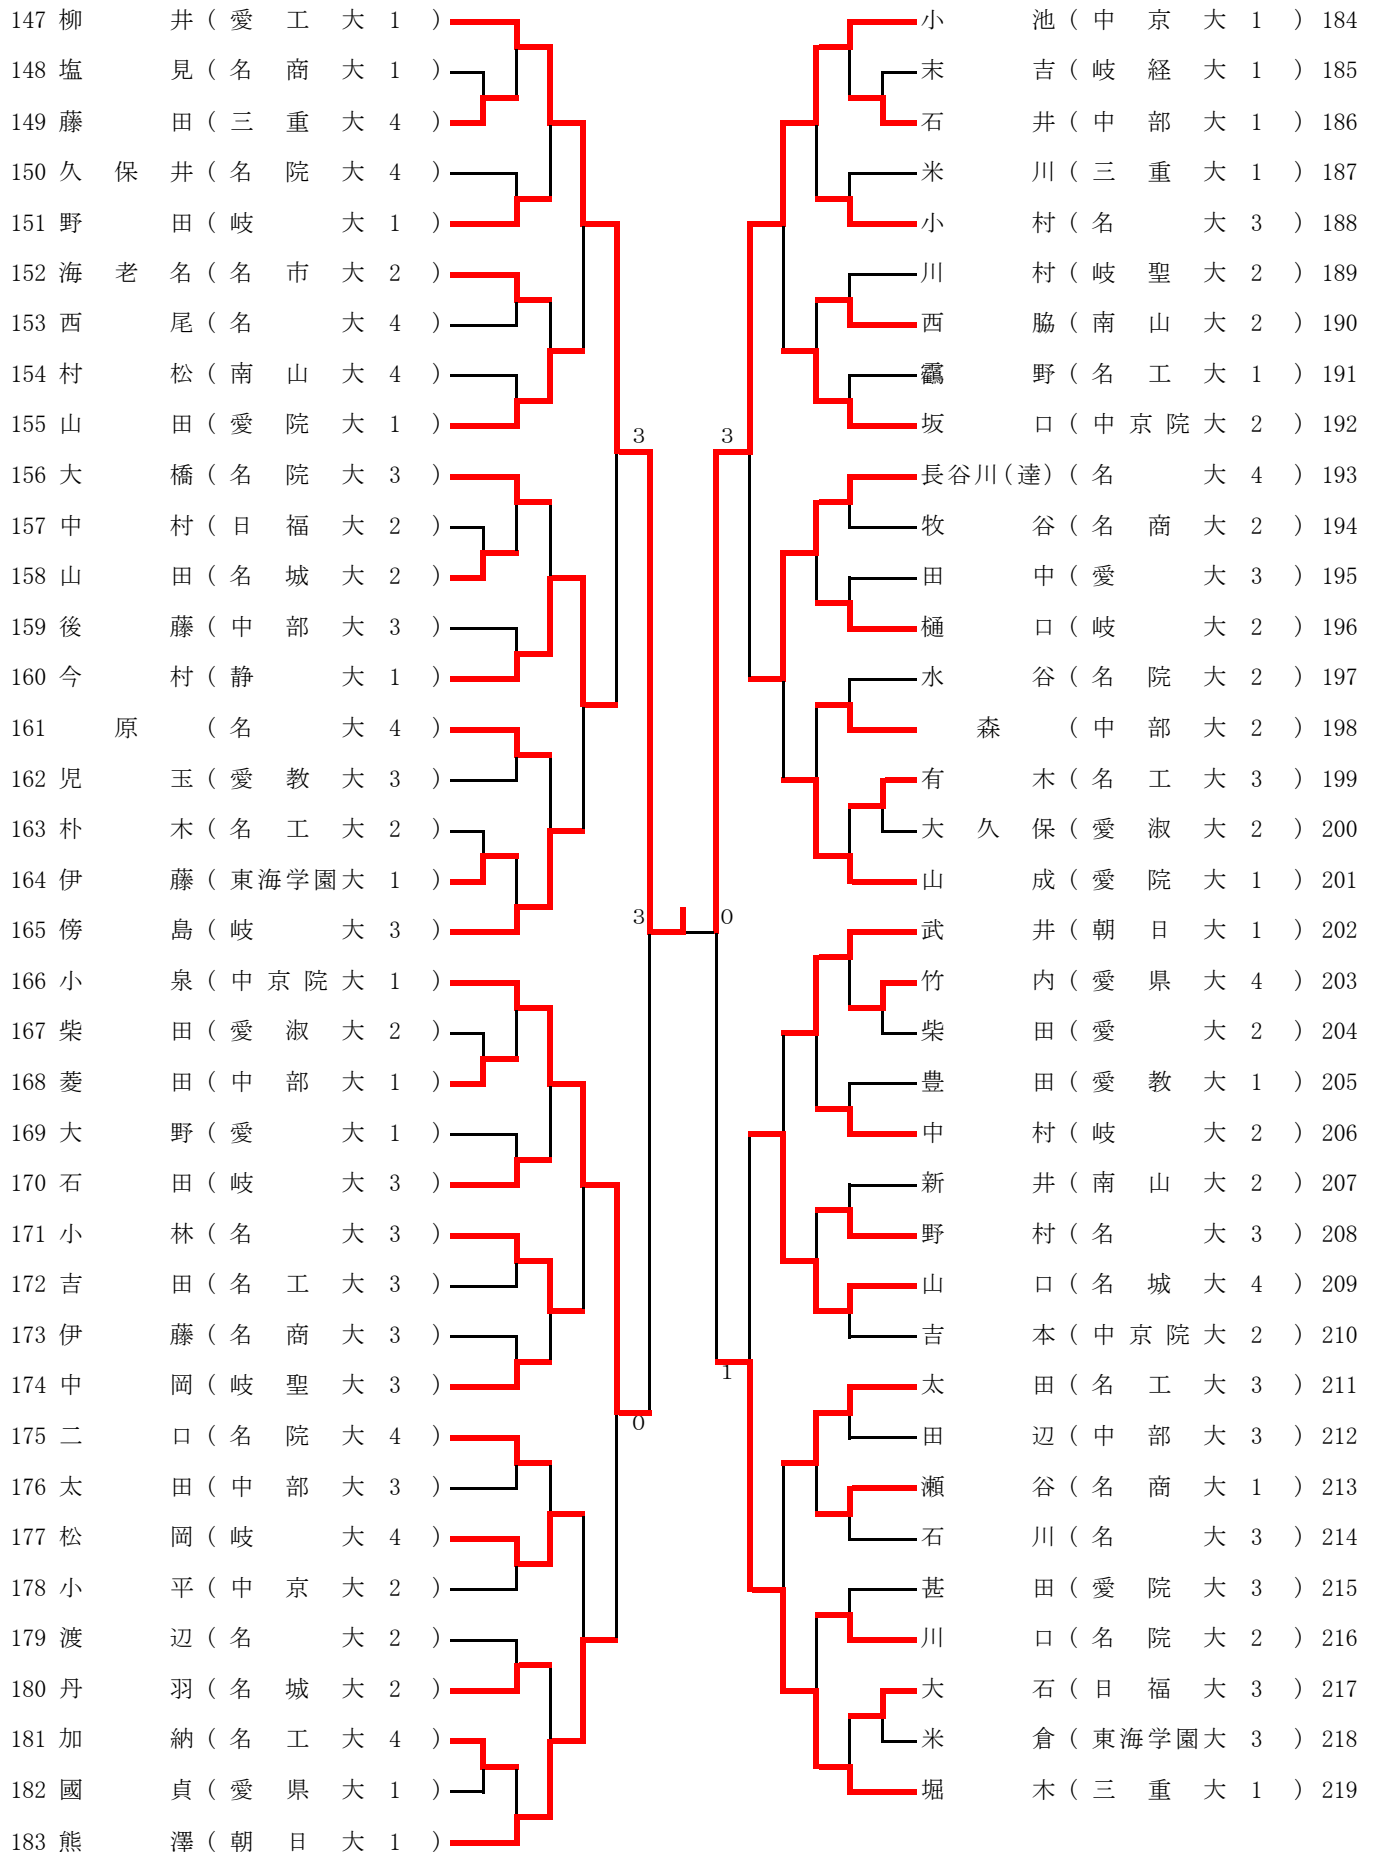 147 柳井(愛工大1)
148 塩見(名商大1)
149 藤田(三重大4)
150 久保井(名院大4)
151 野田(岐大1)
152 海老名(名市大2)
153 西尾(名大4)
154 村松(南山大4)
155 山田(愛院大1)
156 大橋(名院大3)
157 中村(日福大2)
158 山田(名城大2)
159 後藤(中部大3)
160 今村(静大1)
161 原(名大4)
162 児玉(愛教大3)
163 朴木(名工大2)
164 伊藤(東海学園大1)
165 傍島(岐大3)
166 小泉(中京院大1)
167 柴田(愛淑大2)
168 菱田(中部大1)
169 大野(愛大1)
170 石田(岐大3)
171 小林(名大3)
172 吉田(名工大3)
173 伊藤(名商大3)
174 中岡(岐聖大3)
175 二口(名院大4)
176 太田(中部大3)
177 松岡(岐大4)
178 小平(中京大2)
179 渡辺(名大2)
180 丹羽(名城大2)
181 加納(名工大4)
182 國貞(愛県大1)
183 熊澤(朝日大1)
3
3
3
0
0
1
小池(中京大1)184
末吉(岐経大1)185
石井(中部大1)186
米川(三重大1)187
小村(名大3)188
川村(岐聖大2)189
西脇(南山大2)190
靏野(名工大1)191
坂口(中京院大2)192
長谷川(達)(名大4)193
牧谷(名商大2)194
田中(愛大3)195
樋口(岐大2)196
水谷(名院大2)197
森(中部大2)198
有木(名工大3)199
大久保(愛淑大2)200
山成(愛院大1)201
武井(朝日大1)202
竹内(愛県大4)203
柴田(愛大2)204
豊田(愛教大1)205
中村(岐大2)206
新井(南山大2)207
野村(名大3)208
山口(名城大4)209
吉本(中京院大2)210
太田(名工大3)211
田辺(中部大3)212
瀬谷(名商大1)213
石川(名大3)214
甚田(愛院大3)215
川口(名院大2)216
大石(日福大3)217
米倉(東海学園大3)218
堀木(三重大1)219